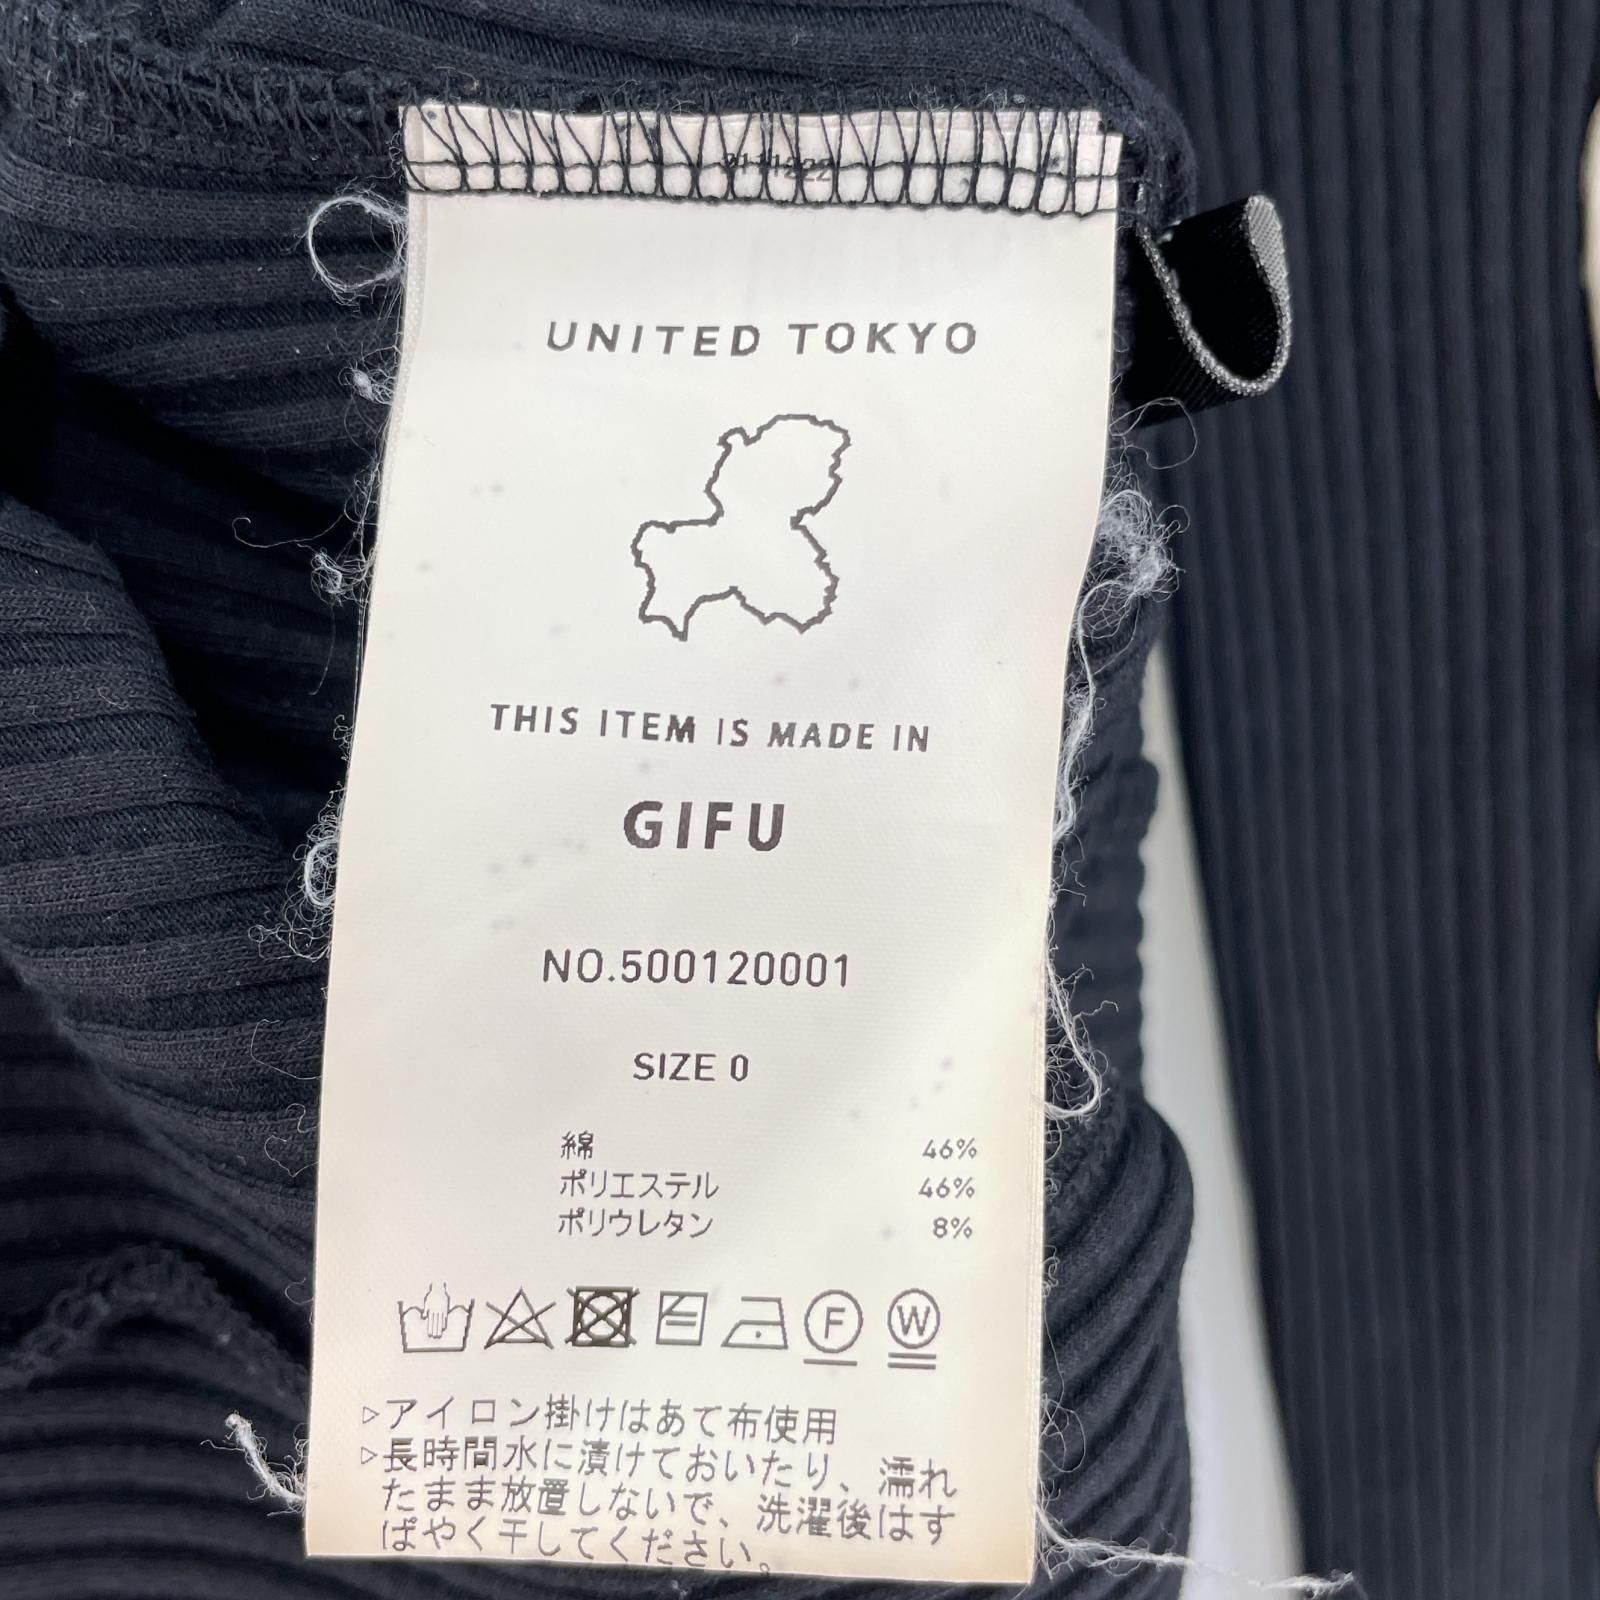 UNITED TOKYO
THIS ITEM IS MADE IN
GIFU
NO.500120001
SIZE 0
綿 46%
ポリエステル 46%
ポリウレタン 8%
F W
▷アイロン掛けはあて布使用
▷長時間水に漬けておいたり、濡れ
たまま放置しないで、洗濯後はす
ばやく干してください。